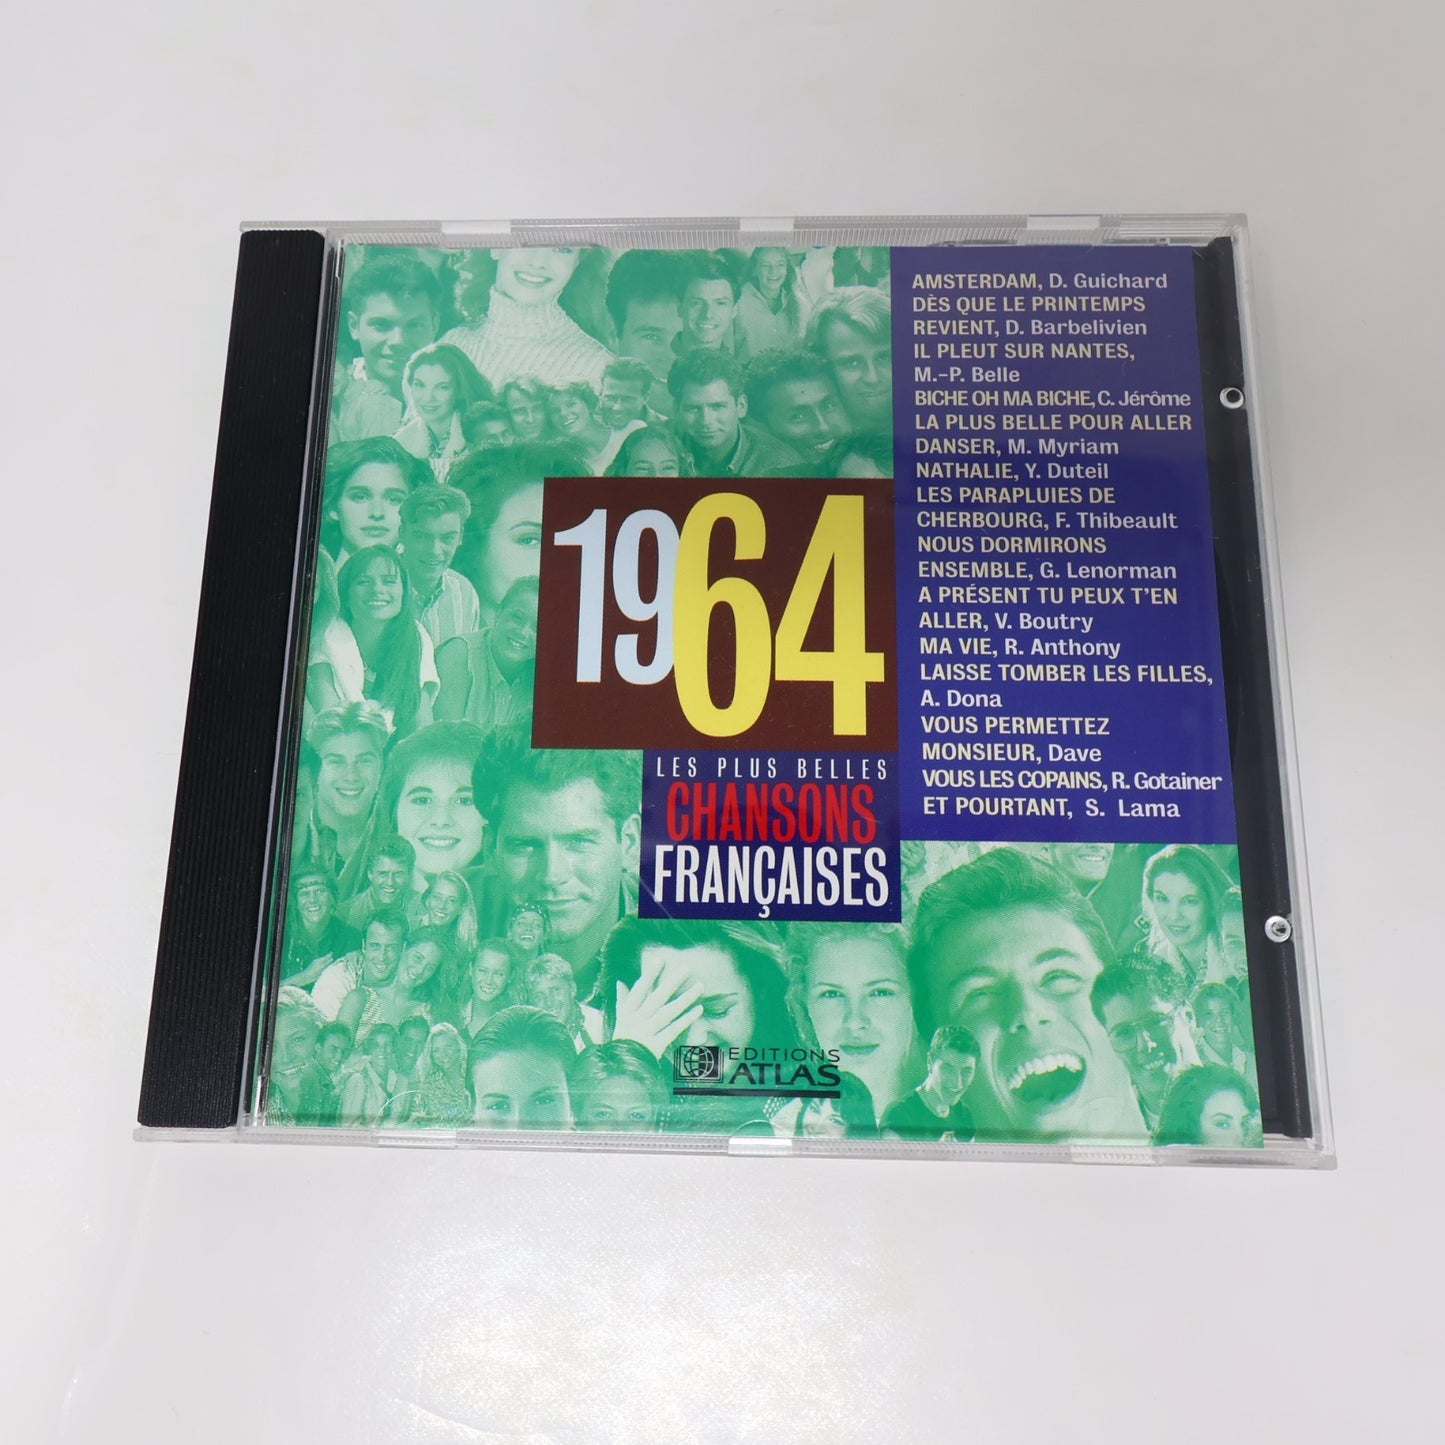 AMSTERDAM, D. Guichard
DÈS QUE LE PRINTEMPS
REVIENT, D. Barbelivien
IL PLEUT SUR NANTES,
M.-P. Belle
BICHE OH MA BICHE, C. Jérôme
LA PLUS BELLE POUR ALLER
DANSER, M. Myriam
NATHALIE, Y. Duteil
LES PARAPLUIES DE
CHERBOURG, F. Thibeault
NOUS DORMIRONS
ENSEMBLE, G. Lenorman
A PRÉSENT TU PEUX T'EN
ALLER, V. Boutry
MA VIE, R. Anthony
LAISSE TOMBER LES FILLES,
A. Dona
VOUS PERMETTEZ
MONSIEUR, Dave
VOUS LES COPAINS, R. Gotainer
ET POURTANT, S. Lama
1964
LES PLUS BELLES
CHANSONS
FRANÇAISES
EDITIONS
ATLAS